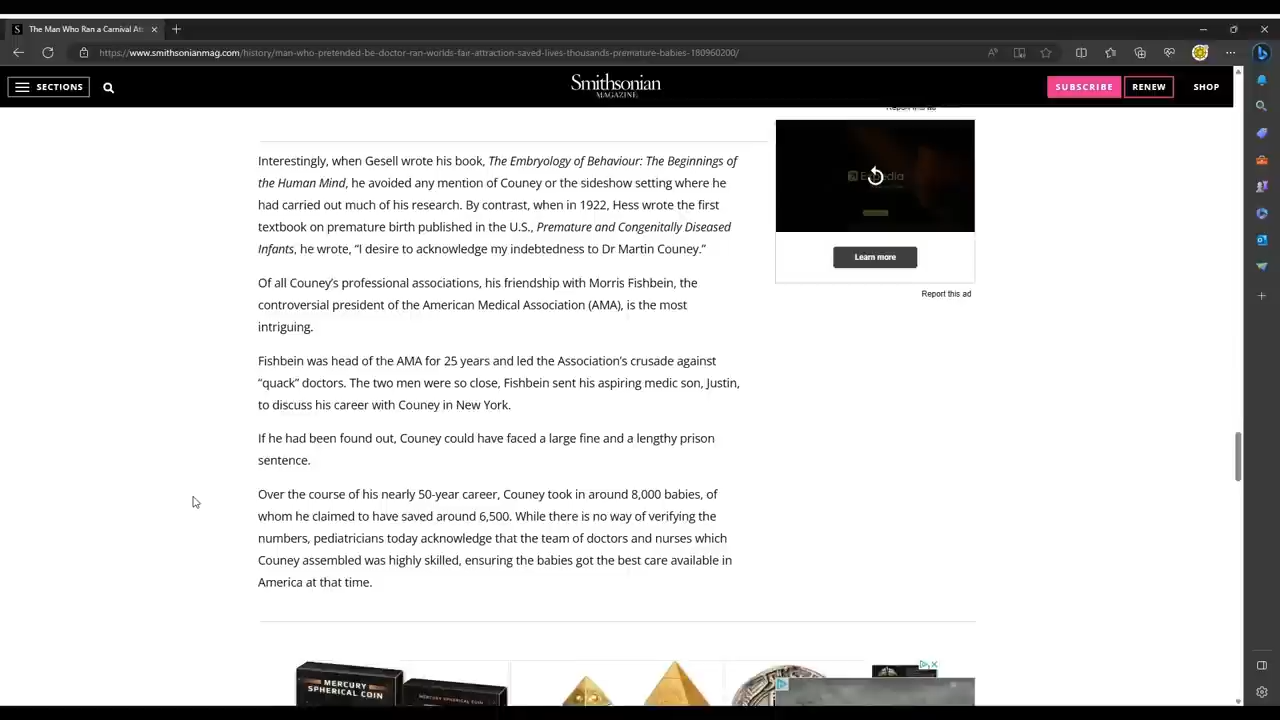 The Man Who Ran a Carnival At
https://www.smithsonianmag.com/history/man-who-pretended-be-doctor-ran-worlds-fair-attraction-saved-lives-thousands-premature-babies-180960200/
SECTIONS
Smithsonian
MAGAZINE
SUBSCRIBE
RENEW
SHOP
Report this ad
Interestingly, when Gesell wrote his book, The Embryology of Behaviour: The Beginnings of
the Human Mind, he avoided any mention of Couney or the sideshow setting where he
had carried out much of his research. By contrast, when in 1922, Hess wrote the first
textbook on premature birth published in the U.S., Premature and Congenitally Diseased
Infants, he wrote, “I desire to acknowledge my indebtedness to Dr Martin Couney.”
Expedia
Learn more
Report this ad
Of all Couney’s professional associations, his friendship with Morris Fishbein, the
controversial president of the American Medical Association (AMA), is the most
intriguing.
Fishbein was head of the AMA for 25 years and led the Association’s crusade against
“quack” doctors. The two men were so close, Fishbein sent his aspiring medic son, Justin,
to discuss his career with Couney in New York.
If he had been found out, Couney could have faced a large fine and a lengthy prison
sentence.
Over the course of his nearly 50-year career, Couney took in around 8,000 babies, of
whom he claimed to have saved around 6,500. While there is no way of verifying the
numbers, pediatricians today acknowledge that the team of doctors and nurses which
Couney assembled was highly skilled, ensuring the babies got the best care available in
America at that time.
MERCURY
SPHERICAL COIN
MERCURY
SPHERICAL COIN